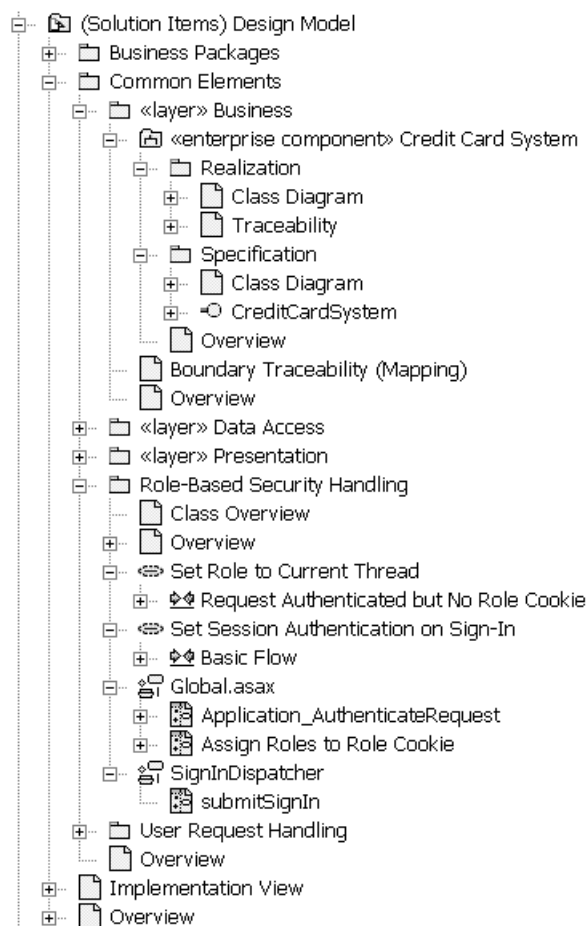 (Solution Items) Design Model
Business Packages
Common Elements
«layer» Business
«enterprise component» Credit Card System
Realization
Class Diagram
Traceability
Specification
Class Diagram
CreditCardSystem
Overview
Boundary Traceability (Mapping)
Overview
«layer» Data Access
«layer» Presentation
Role-Based Security Handling
Class Overview
Overview
Set Role to Current Thread
Request Authenticated but No Role Cookie
Set Session Authentication on Sign-In
Basic Flow
Global.asax
Application_AuthenticateRequest
Assign Roles to Role Cookie
SignInDispatcher
submitSignIn
User Request Handling
Overview
Implementation View
Overview